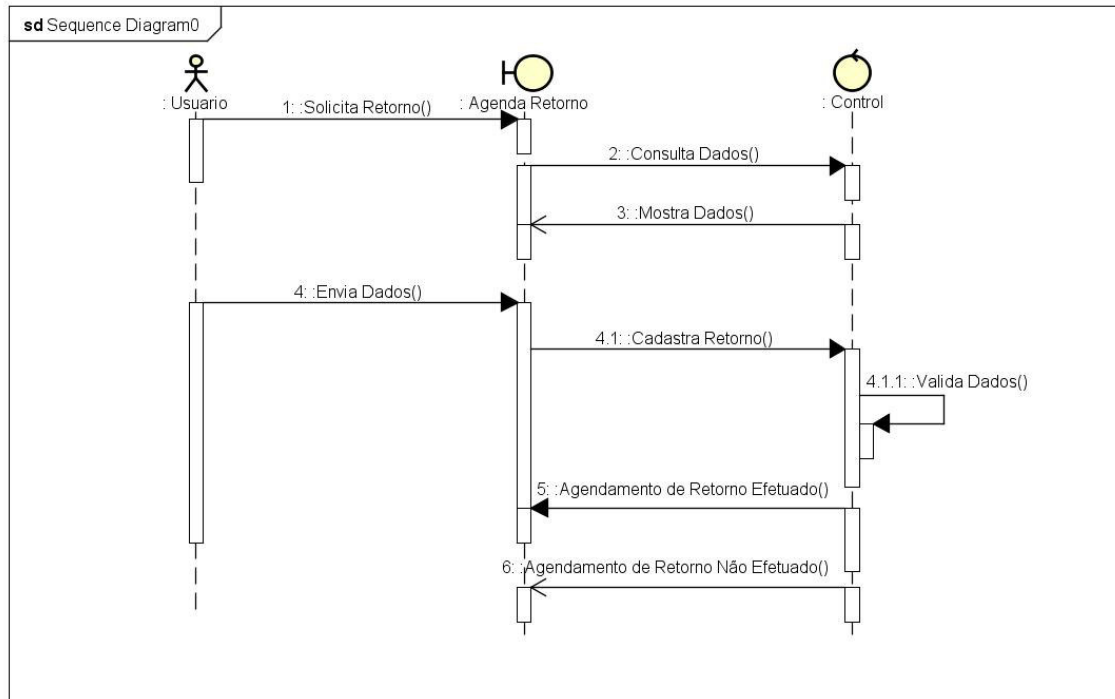 sd Sequence Diagram0
: Usuario
: Agenda Retorno
: Control
1: :Solicita Retorno()
2: :Consulta Dados()
3: :Mostra Dados()
4: :Envia Dados()
4.1: :Cadastra Retorno()
4.1.1: :Valida Dados()
5: :Agendamento de Retorno Efetuado()
6: :Agendamento de Retorno Não Efetuado()